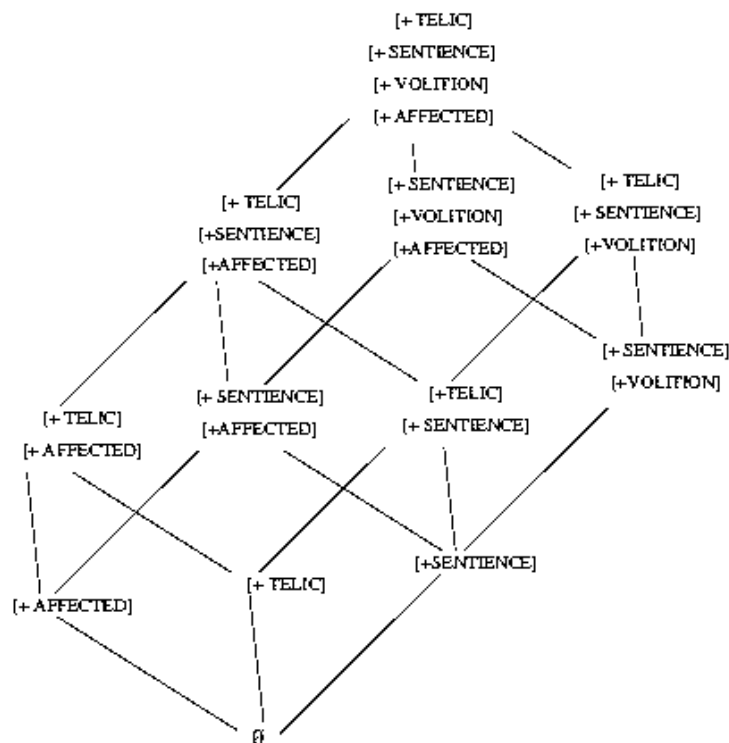 [+ TELIC]
[+ SENTIENCE]
[+ VOLITION]
[+ AFFECTED]
[+ TELIC]
[+SENTIENCE]
[+AFFECTED]
[+ SENTIENCE]
[+VOLITION]
[+AFFECTED]
[+ TELIC]
[+ SENTIENCE]
[+VOLITION]
[+ SENTIENCE]
[+VOLITION]
[+ TELIC]
[+ AFFECTED]
[+ SENTIENCE]
[+AFFECTED]
[+TELIC]
[+ SENTIENCE]
[+ AFFECTED]
[+ TELIC]
[+SENTIENCE]
Ø